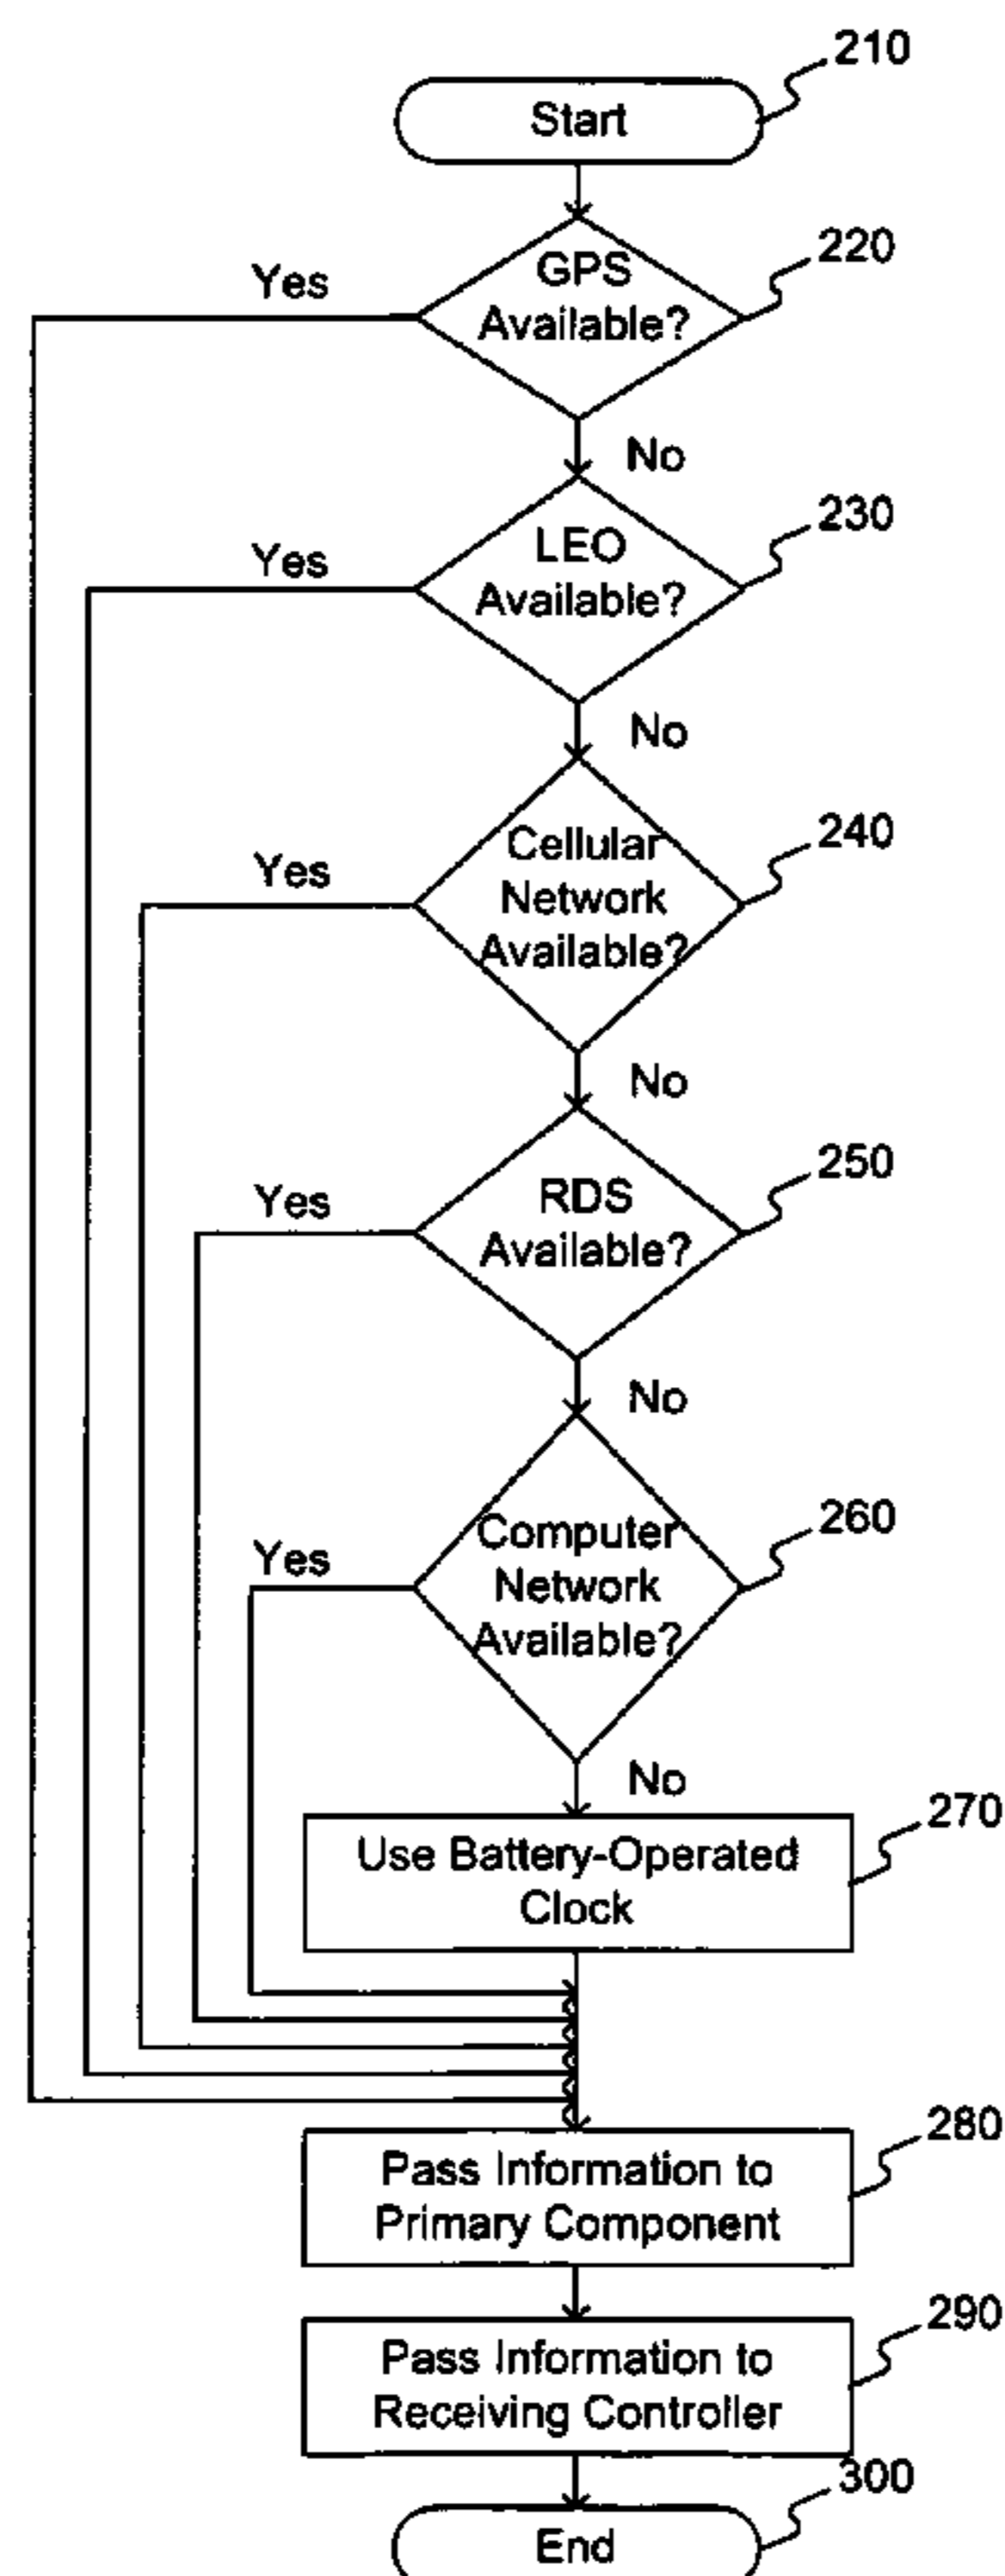 210
Start
220
GPS
Available?
Yes
No
230
LEO
Available?
Yes
No
240
Cellular
Network
Available?
Yes
No
250
RDS
Available?
Yes
No
260
Computer
Network
Available?
Yes
No
270
Use Battery-Operated
Clock
280
Pass Information to
Primary Component
290
Pass Information to
Receiving Controller
300
End